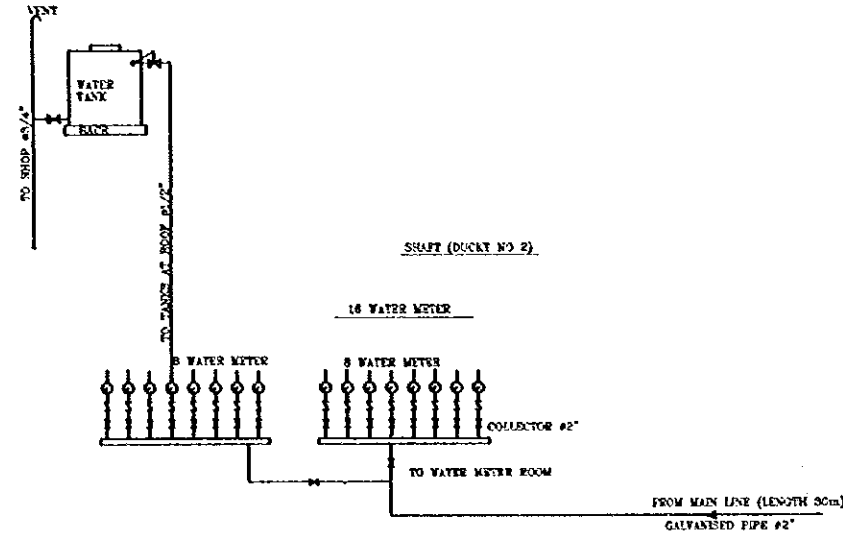 VENT
WATER
TANK
BACK
TO SHOP ø3/4"
TO TANKS AT ROOF ø1/2"
SHAFT (DUCKT NO 2)
16 WATER METER
8 WATER METER
8 WATER METER
COLLECTOR ø2"
TO WATER METER ROOM
FROM MAIN LINE (LENGTH 30m)
GALVANISED PIPE ø2"